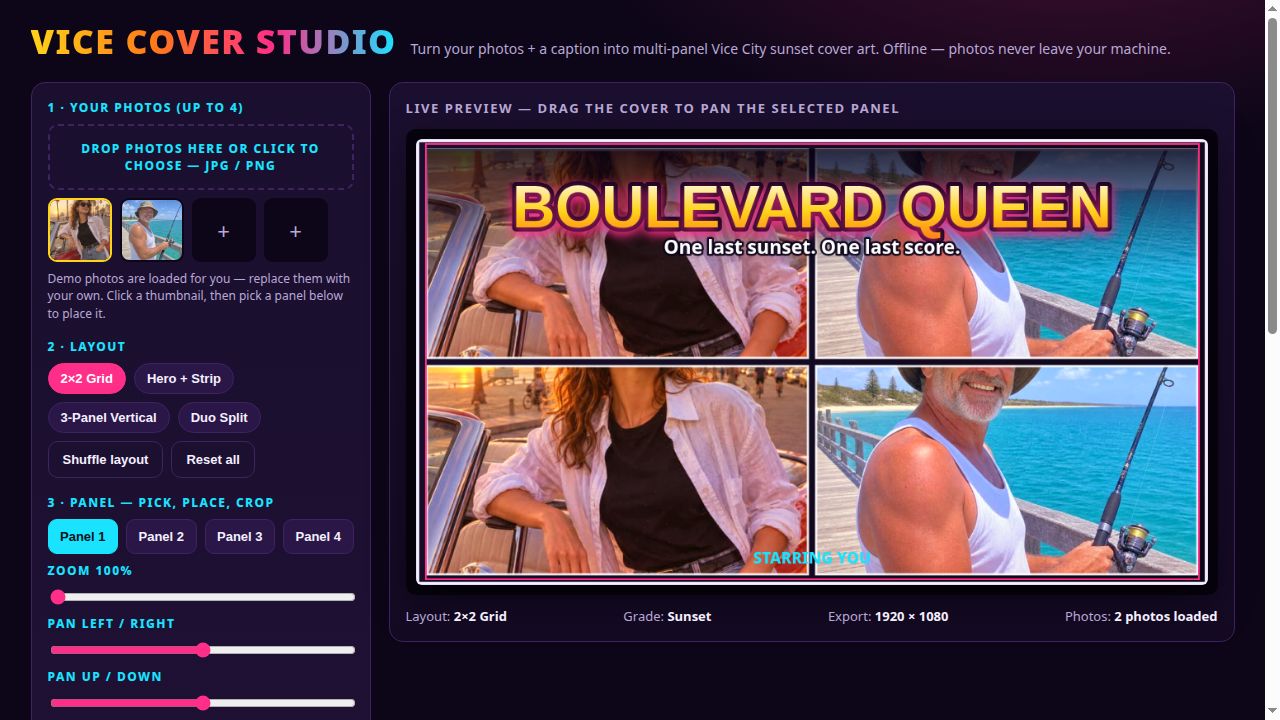 VICE COVER STUDIO
Turn your photos + a caption into multi-panel Vice City sunset cover art. Offline — photos never leave your machine.
1 · YOUR PHOTOS (UP TO 4)
DROP PHOTOS HERE OR CLICK TO
CHOOSE — JPG / PNG
+
+
Demo photos are loaded for you — replace them with
your own. Click a thumbnail, then pick a panel below
to place it.
2 · LAYOUT
2×2 Grid
Hero + Strip
3-Panel Vertical
Duo Split
Shuffle layout
Reset all
3 · PANEL — PICK, PLACE, CROP
Panel 1
Panel 2
Panel 3
Panel 4
ZOOM 100%
PAN LEFT / RIGHT
PAN UP / DOWN
LIVE PREVIEW — DRAG THE COVER TO PAN THE SELECTED PANEL
BOULEVARD QUEEN
One last sunset. One last score.
STARRING YOU
Layout: 2×2 Grid
Grade: Sunset
Export: 1920 × 1080
Photos: 2 photos loaded